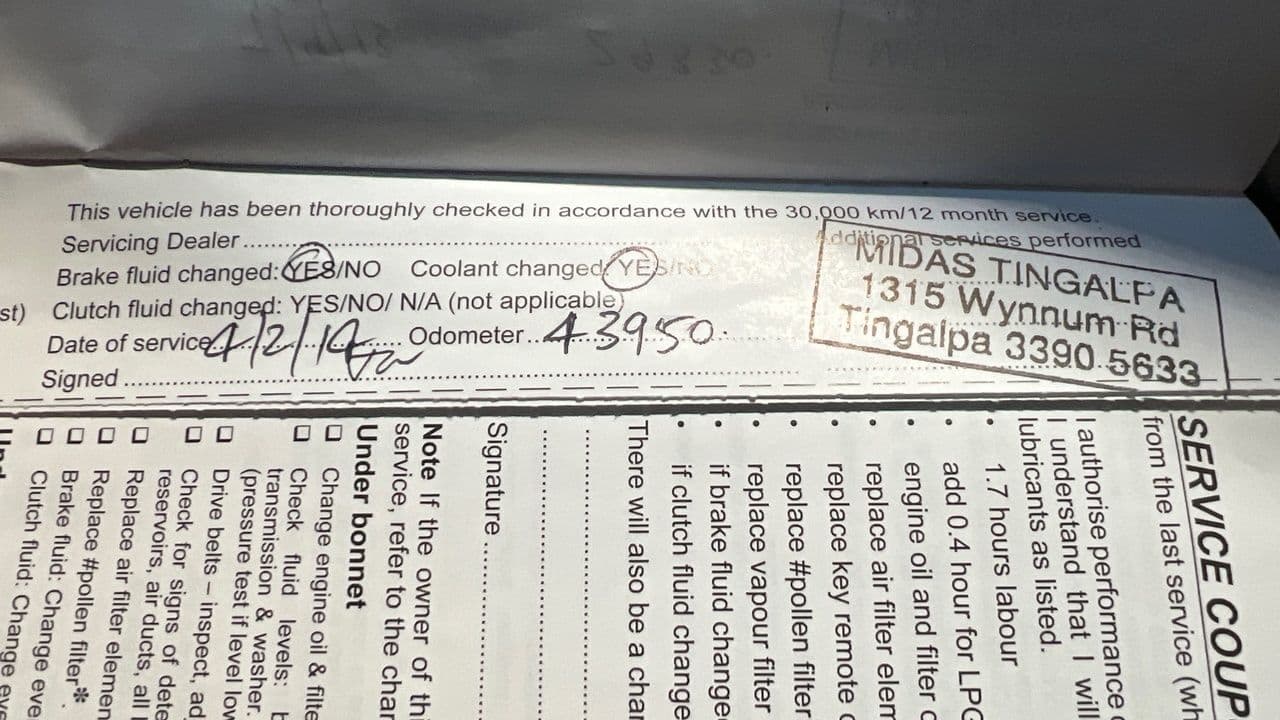 29830
This vehicle has been thoroughly checked in accordance with the 30,000 km/12 month service.
Servicing Dealer
Additional services performed
Brake fluid changed: YES/NO Coolant changed YES/NO
st) Clutch fluid changed: YES/NO/ N/A (not applicable)
Date of service 4/2/14 Odometer 43950
Signed
MIDAS TINGALPA
1315 Wynnum Rd
Tingalpa 3390 5633
SERVICE COUP
from the last service (wh
I authorise performance
I understand that I will
lubricants as listed.
• 1.7 hours labour
• add 0.4 hour for LPG
• engine oil and filter
• replace air filter elem
• replace key remote
• replace #pollen filter
• replace vapour filter
• if brake fluid change
• if clutch fluid change
There will also be a char
Signature
Note If the owner of thi
service, refer to the char
Under bonnet
☐ Change engine oil & filte
☐ Check fluid levels: b
transmission & washer.
(pressure test if level low
☐ Drive belts – inspect, ad
☐ Check for signs of dete
reservoirs, air ducts, all
☐ Replace air filter elemen
☐ Replace #pollen filter*.
☐ Brake fluid: Change eve
☐ Clutch fluid: Change eve